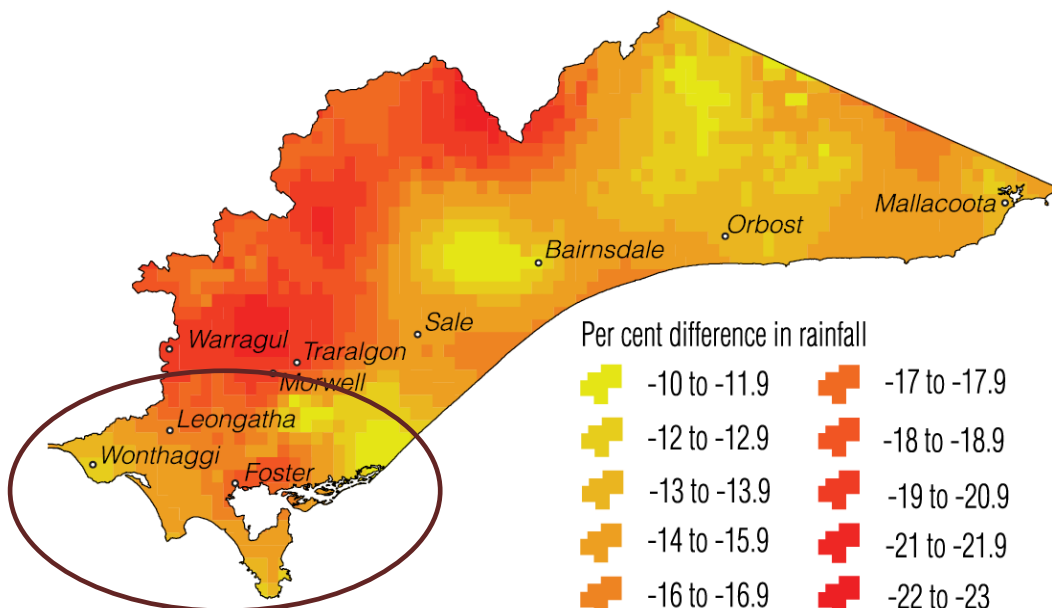 Mallacoota
Orbost
Bairnsdale
Sale
Warragul
Traralgon
Morwell
Leongatha
Wonthaggi
Foster
Per cent difference in rainfall
-10 to -11.9
-12 to -12.9
-13 to -13.9
-14 to -15.9
-16 to -16.9
-17 to -17.9
-18 to -18.9
-19 to -20.9
-21 to -21.9
-22 to -23